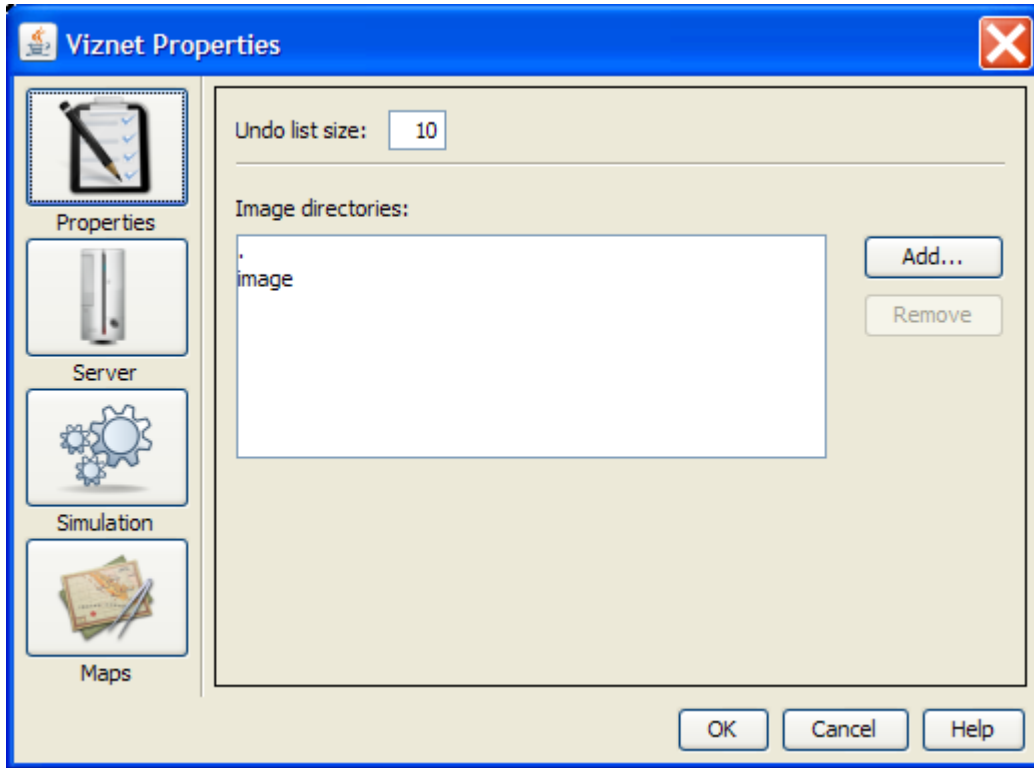 Viznet Properties
Properties
Server
Simulation
Maps
Undo list size: 10
Image directories:
.
image
Add...
Remove
OK Cancel Help